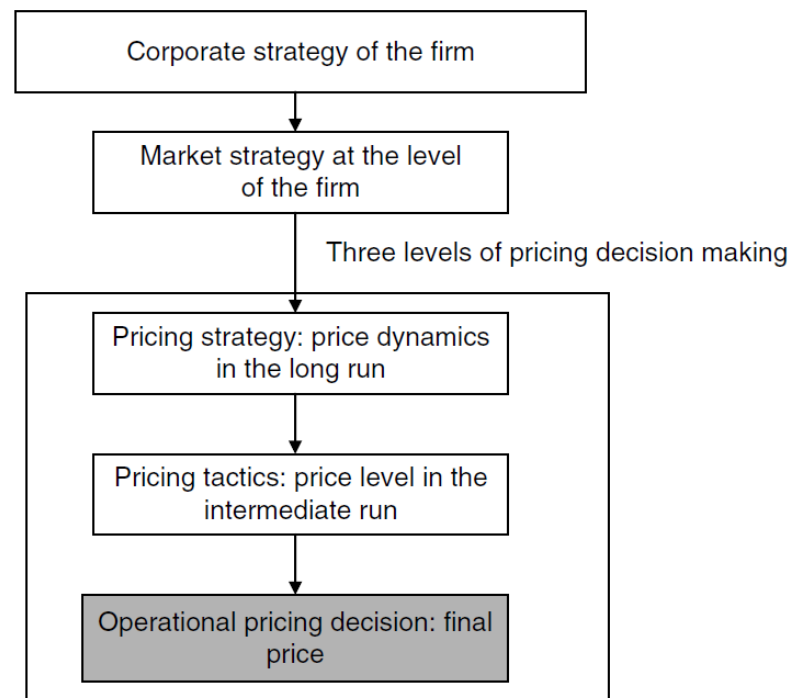 Corporate strategy of the firm
Market strategy at the level
of the firm
Three levels of pricing decision making
Pricing strategy: price dynamics
in the long run
Pricing tactics: price level in the
intermediate run
Operational pricing decision: final
price